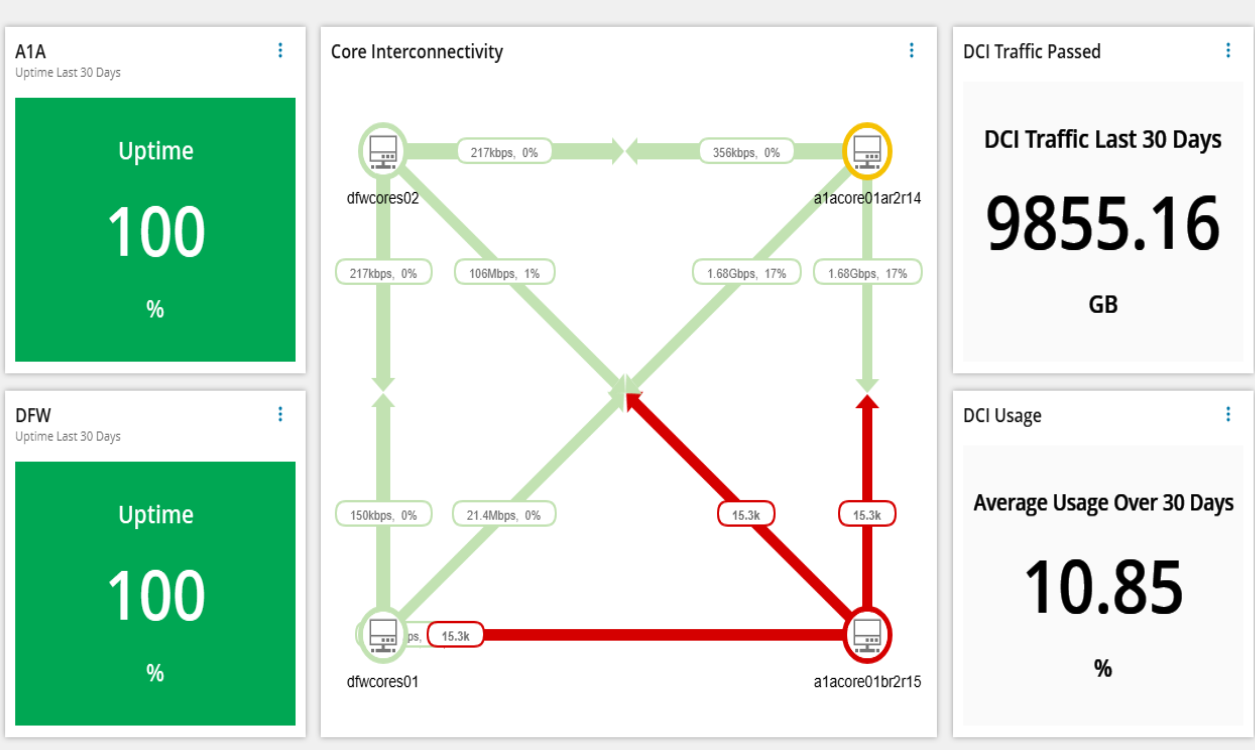 A1A
Uptime Last 30 Days
Uptime
100
%
DFW
Uptime Last 30 Days
Uptime
100
%
Core Interconnectivity
217kbps, 0%
356kbps, 0%
dfwcores02
a1acore01ar2r14
217kbps, 0%
106Mbps, 1%
1.68Gbps, 17%
1.68Gbps, 17%
150kbps, 0%
21.4Mbps, 0%
15.3k
15.3k
ps,
15.3k
dfwcores01
a1acore01br2r15
DCI Traffic Passed
DCI Traffic Last 30 Days
9855.16
GB
DCI Usage
Average Usage Over 30 Days
10.85
%